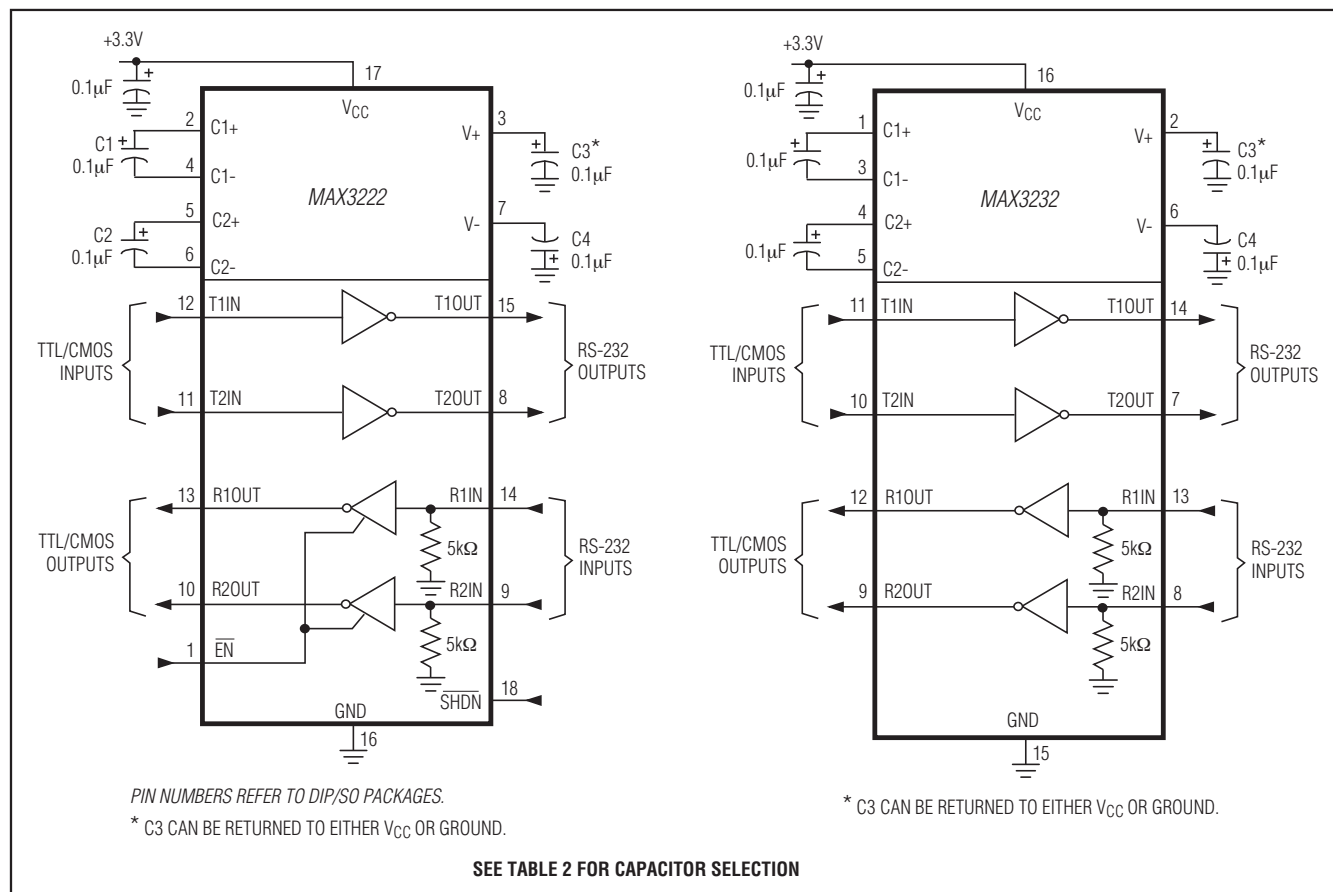 +3.3V
0.1µF
+
17
VCC
2
C1+
C1
+
0.1µF
4
C1-
5
C2+
C2
+
0.1µF
6
C2-
MAX3222
V+
3
+
C3*
0.1µF
V-
7
C4
+
0.1µF
12
T1IN
T1OUT
15
TTL/CMOS
INPUTS
RS-232
OUTPUTS
11
T2IN
T2OUT
8
13
R1OUT
R1IN
14
5kΩ
TTL/CMOS
OUTPUTS
RS-232
INPUTS
10
R2OUT
R2IN
9
5kΩ
1
E̅N̅
S̅H̅D̅N̅
18
GND
16
PIN NUMBERS REFER TO DIP/SO PACKAGES.
* C3 CAN BE RETURNED TO EITHER VCC OR GROUND.
+3.3V
0.1µF
+
16
VCC
1
C1+
+
0.1µF
3
C1-
4
C2+
+
0.1µF
5
C2-
MAX3232
V+
2
+
C3*
0.1µF
V-
6
C4
+
0.1µF
11
T1IN
T1OUT
14
TTL/CMOS
INPUTS
RS-232
OUTPUTS
10
T2IN
T2OUT
7
12
R1OUT
R1IN
13
5kΩ
TTL/CMOS
OUTPUTS
RS-232
INPUTS
9
R2OUT
R2IN
8
5kΩ
GND
15
* C3 CAN BE RETURNED TO EITHER VCC OR GROUND.
SEE TABLE 2 FOR CAPACITOR SELECTION